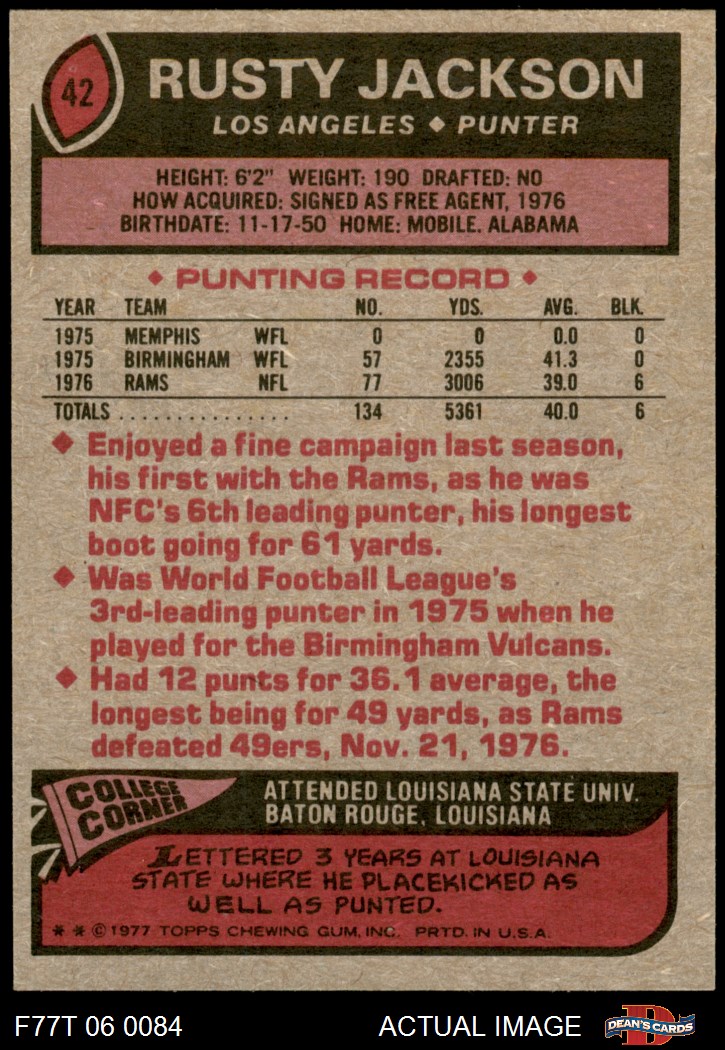 42
RUSTY JACKSON
LOS ANGELES ◆ PUNTER
HEIGHT: 6'2" WEIGHT: 190 DRAFTED: NO
HOW ACQUIRED: SIGNED AS FREE AGENT, 1976
BIRTHDATE: 11-17-50 HOME: MOBILE, ALABAMA
◆ PUNTING RECORD ◆
YEAR TEAM NO. YDS. AVG. BLK.
1975 MEMPHIS WFL 0 0 0.0 0
1975 BIRMINGHAM WFL 57 2355 41.3 0
1976 RAMS NFL 77 3006 39.0 6
TOTALS ................ 134 5361 40.0 6
◆ Enjoyed a fine campaign last season,
his first with the Rams, as he was
NFC's 6th leading punter, his longest
boot going for 61 yards.
◆ Was World Football League's
3rd-leading punter in 1975 when he
played for the Birmingham Vulcans.
◆ Had 12 punts for 36.1 average, the
longest being for 49 yards, as Rams
defeated 49ers, Nov. 21, 1976.
COLLEGE
CORNER
ATTENDED LOUISIANA STATE UNIV.
BATON ROUGE, LOUISIANA
LETTERED 3 YEARS AT LOUISIANA
STATE WHERE HE PLACEKICKED AS
WELL AS PUNTED.
* * © 1977 TOPPS CHEWING GUM, INC. PRTD. IN U.S.A.
F77T 06 0084 ACTUAL IMAGE
D
DEAN'S CARDS